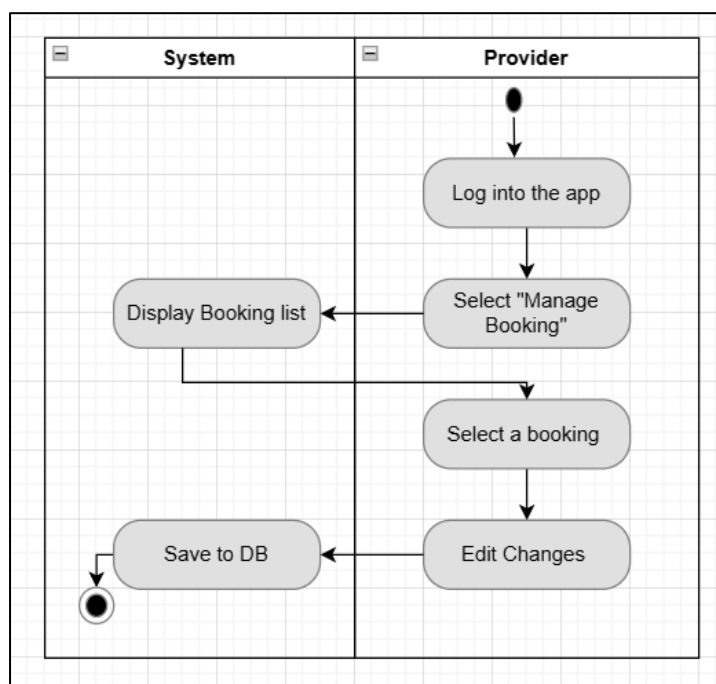 System
Provider
Log into the app
Select "Manage
Booking"
Display Booking list
Select a booking
Edit Changes
Save to DB